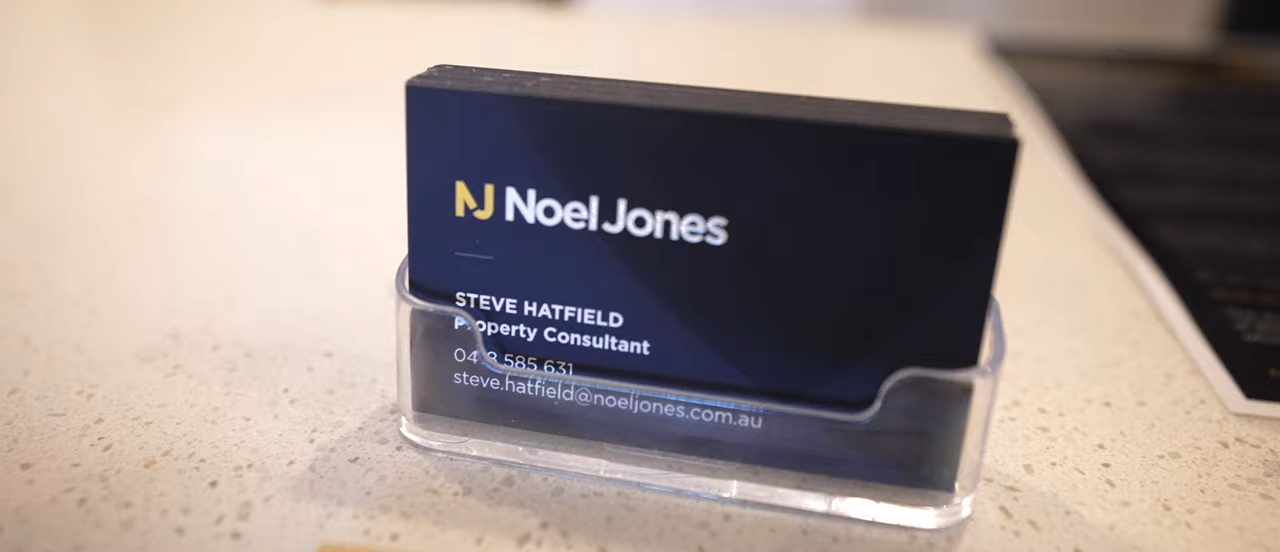 NJ Noel Jones
STEVE HATFIELD
Property Consultant
585 631
steve.hatfield@noeljones.com.au